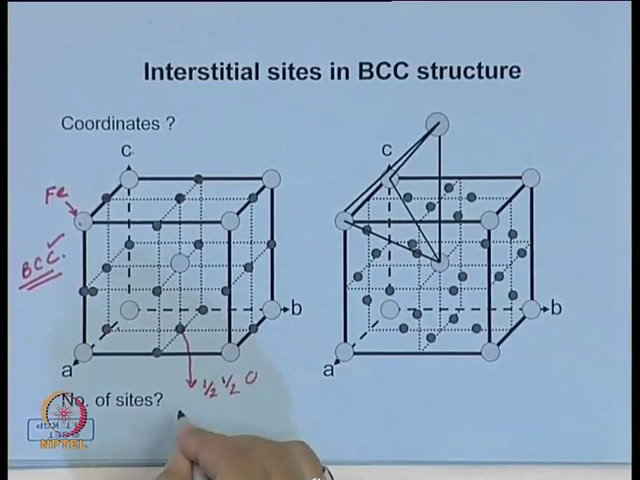 Interstitial sites in BCC structure
Coordinates ?
c
c
Fe
BCC.
b
b
a
a
½ ½ 0
No. of sites?
NPTEL